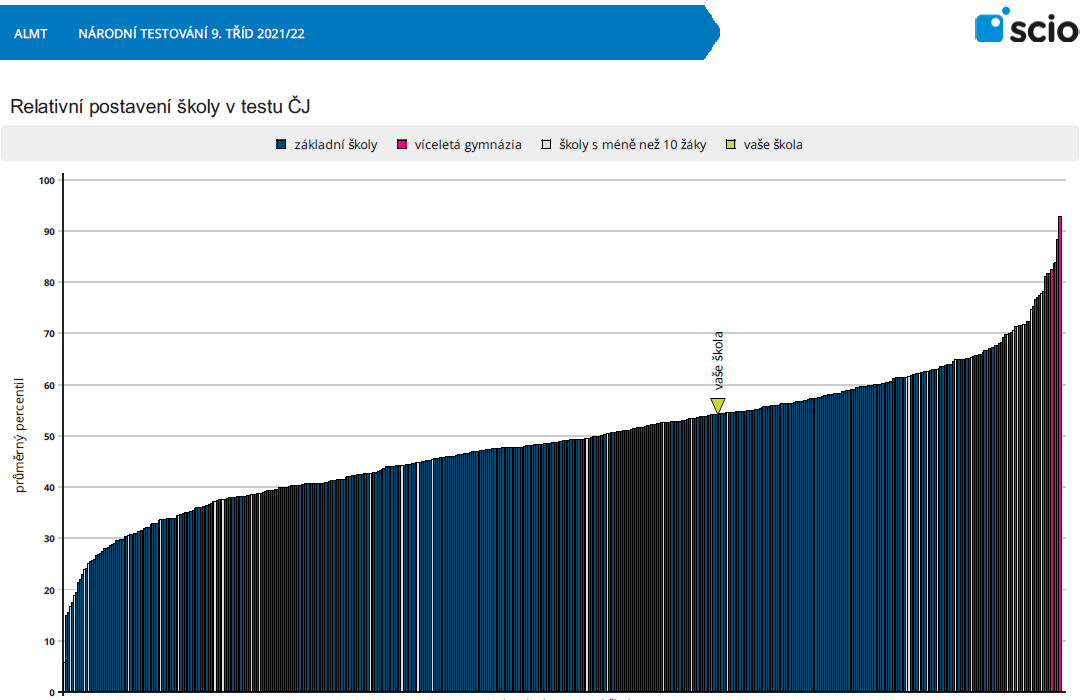 ALMT NÁRODNÍ TESTOVÁNÍ 9. TŘÍD 2021/22
scio
Relativní postavení školy v testu ČJ
základní školy víceletá gymnázia školy s méně než 10 žáky vaše škola
100
90
80
70
60
50
40
30
20
10
0
průměrný percentil
vaše škola